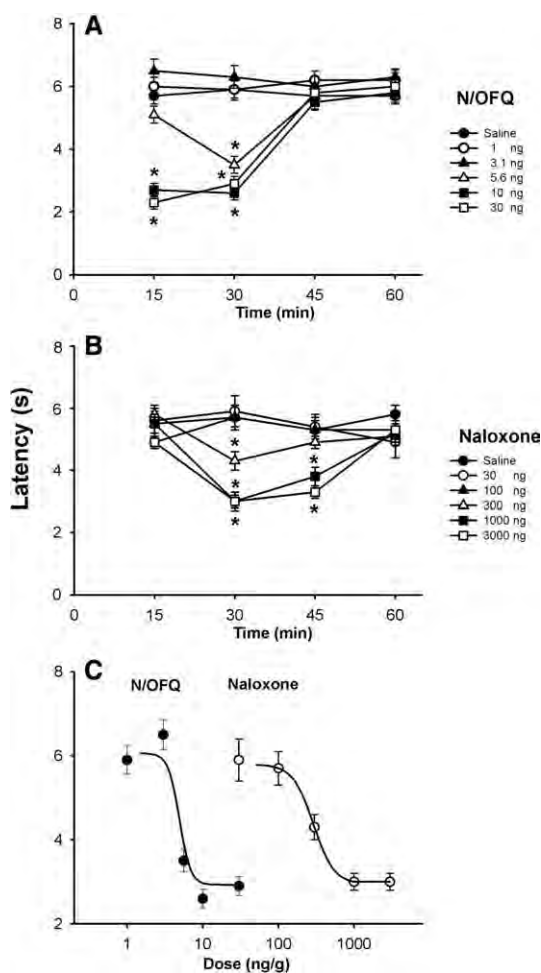 A
8
6
4
2
0
0 15 30 45 60
Time (min)
* * * * *
N/OFQ
Saline
1 ng
3.1 ng
5.6 ng
10 ng
30 ng
B
8
6
4
2
0
0 15 30 45 60
Time (min)
* * * * *
Naloxone
Saline
30 ng
100 ng
300 ng
1000 ng
3000 ng
Latency (s)
C
N/OFQ Naloxone
8
6
4
2
1 10 100 1000
Dose (ng/g)